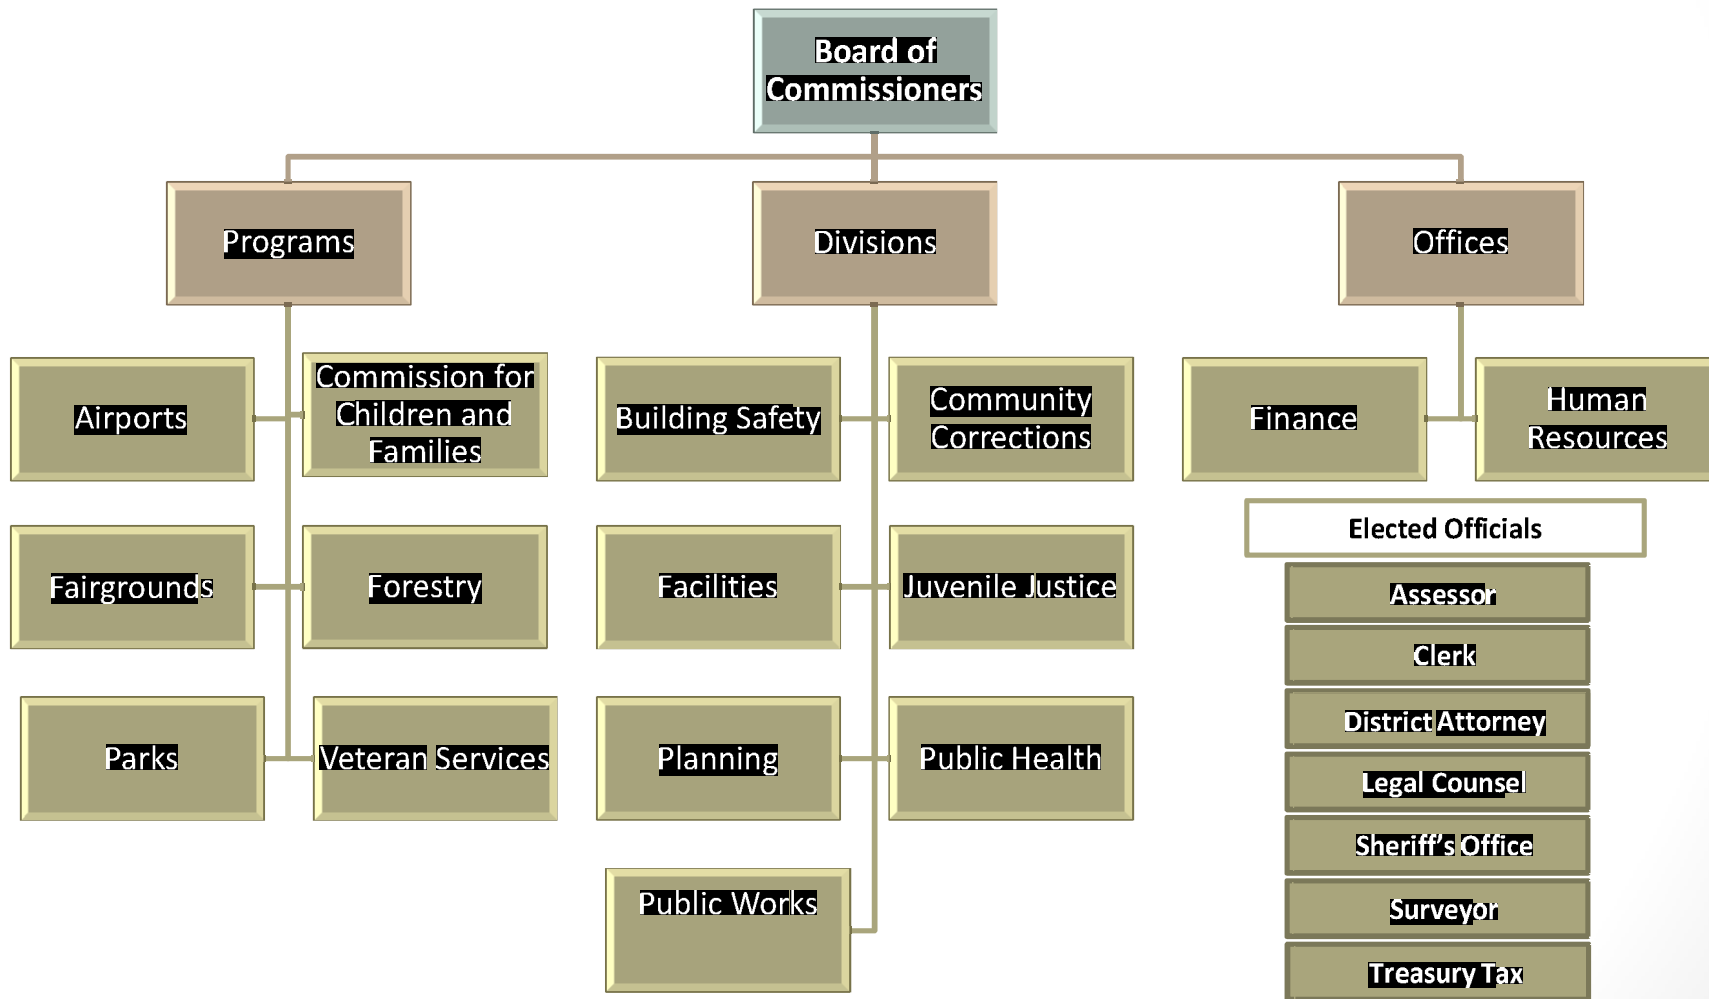 Board of
Commissioners
Programs
Divisions
Offices
Airports
Commission for
Children and
Families
Building Safety
Community
Corrections
Finance
Human
Resources
Elected Officials
Fairgrounds
Forestry
Facilities
Juvenile Justice
Assessor
Clerk
District Attorney
Parks
Veteran Services
Planning
Public Health
Legal Counsel
Sheriff’s Office
Public Works
Surveyor
Treasury Tax